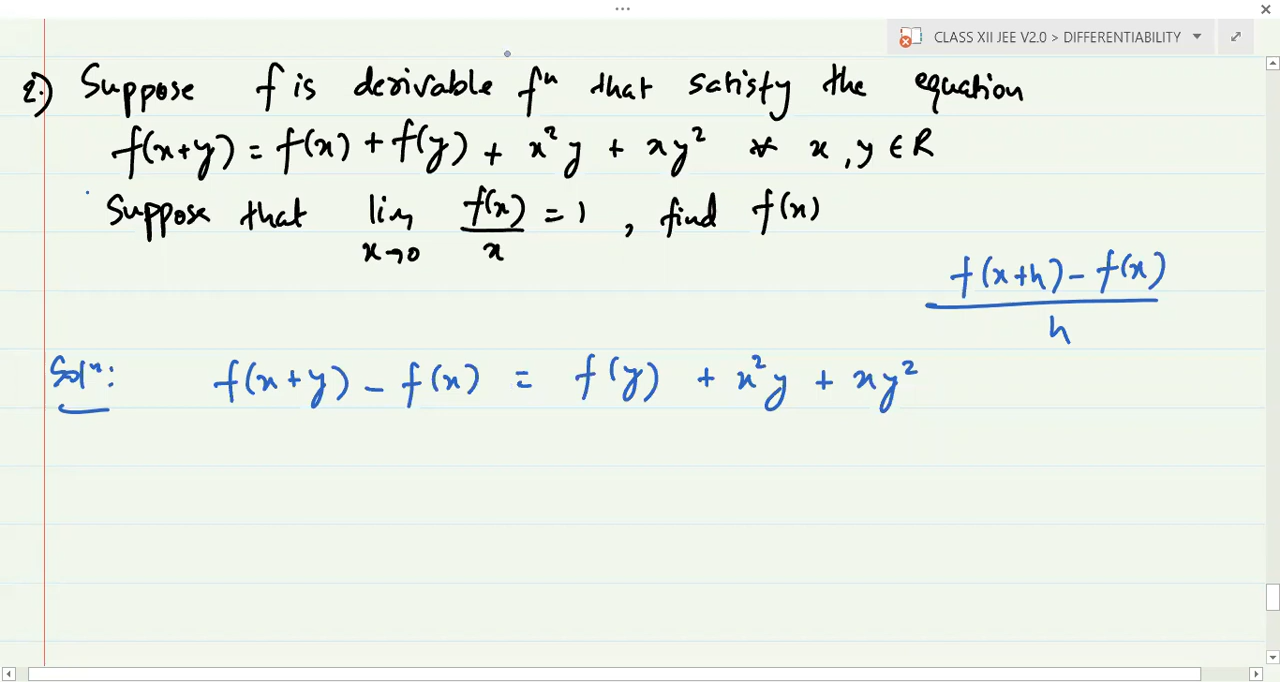 CLASS XII JEE V2.0 > DIFFERENTIABILITY
2.) Suppose f is derivable fⁿ that satisfy the equation
f(x+y) = f(x) + f(y) + x²y + xy² ∀ x, y ∈ R
Suppose that lim x→0 f(x)/x = 1, find f(x)
f(x+h) - f(x) / h
Solⁿ: f(x+y) - f(x) = f(y) + x²y + xy²